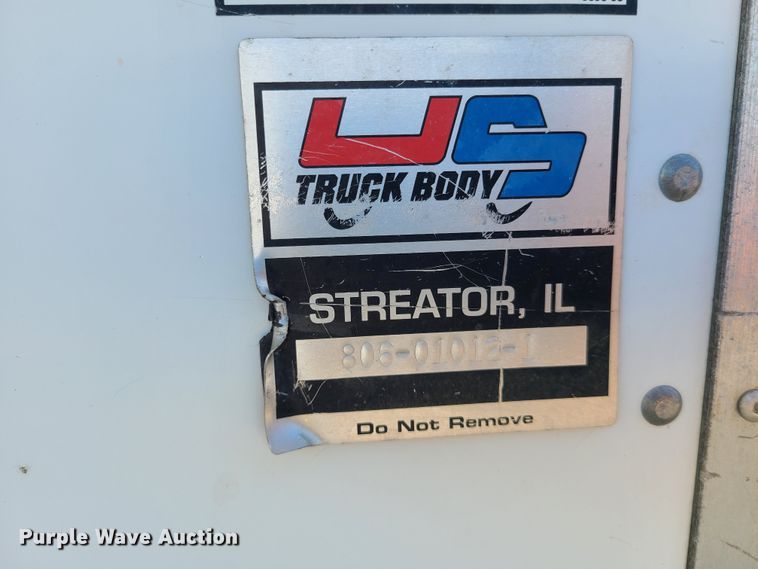 US
TRUCK BODY
STREATOR, IL
806-01012-1
Do Not Remove
Purple Wave Auction